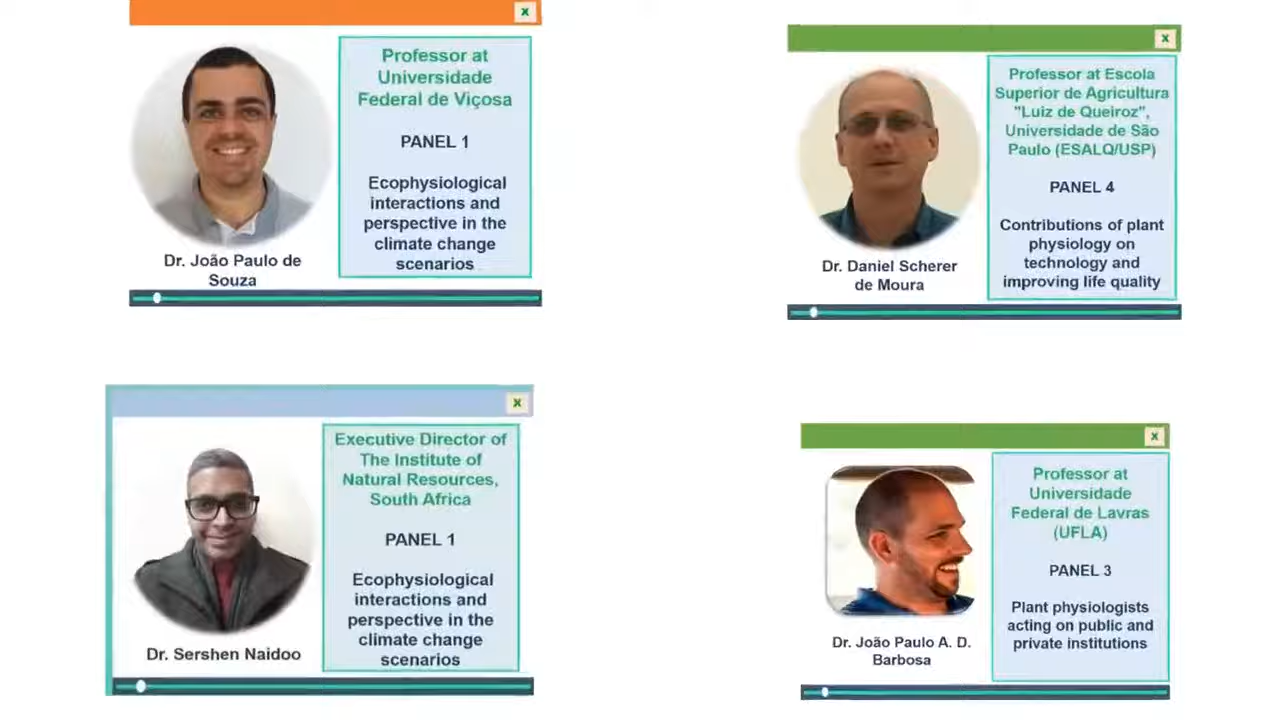 x
Professor at
Universidade
Federal de Viçosa
PANEL 1
Ecophysiological
interactions and
perspective in the
climate change
scenarios
Dr. João Paulo de
Souza
x
Professor at Escola
Superior de Agricultura
"Luiz de Queiroz",
Universidade de São
Paulo (ESALQ/USP)
PANEL 4
Contributions of plant
physiology on
technology and
improving life quality
Dr. Daniel Scherer
de Moura
x
Executive Director of
The Institute of
Natural Resources,
South Africa
PANEL 1
Ecophysiological
interactions and
perspective in the
climate change
scenarios
Dr. Sershen Naidoo
x
Professor at
Universidade
Federal de Lavras
(UFLA)
PANEL 3
Plant physiologists
acting on public and
private institutions
Dr. João Paulo A. D.
Barbosa